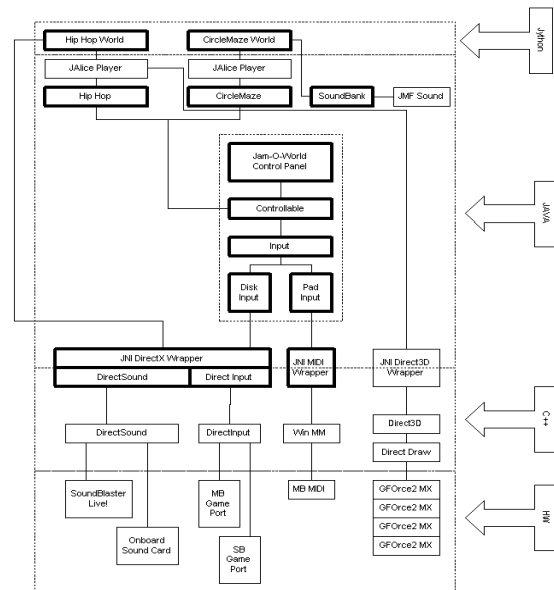 Hip Hop World
CircleMaze World
Jython
JAlice Player
JAlice Player
Hip Hop
CircleMaze
SoundBank
JMF Sound
Jam-O-World
Control Panel
Controllable
JAVA
Input
Disk
Input
Pad
Input
JNI DirectX Wrapper
DirectSound
Direct Input
JNI MIDI
Wrapper
JNI Direct3D
Wrapper
DirectSound
DirectInput
Win MM
Direct3D
Direct Draw
C++
SoundBlaster
Live!
Onboard
Sound Card
MB
Game
Port
SB
Game
Port
MB MIDI
GFOrce2 MX
GFOrce2 MX
GFOrce2 MX
GFOrce2 MX
HW